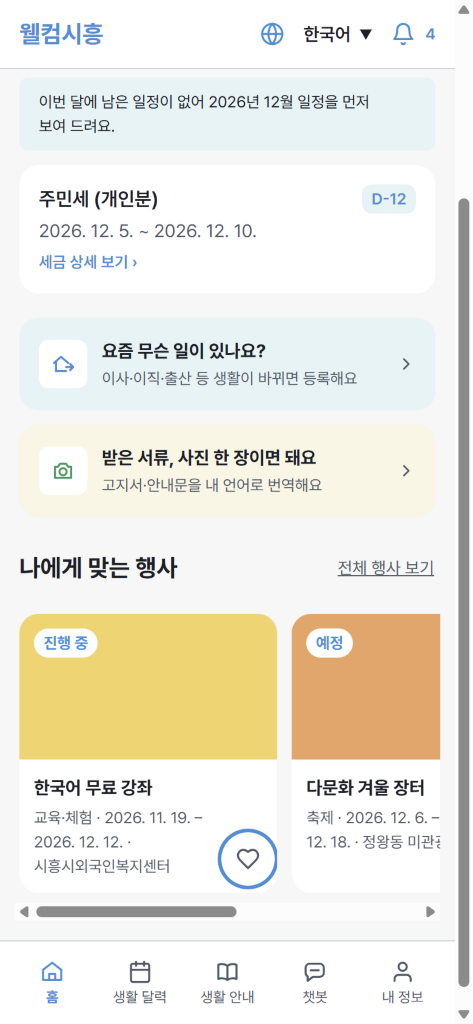 웰컴시흥
한국어 ▼
4
이번 달에 남은 일정이 없어 2026년 12월 일정을 먼저
보여 드려요.
주민세 (개인분)
D-12
2026. 12. 5. ~ 2026. 12. 10.
세금 상세 보기 ›
요즘 무슨 일이 있나요?
이사·이직·출산 등 생활이 바뀌면 등록해요
받은 서류, 사진 한 장이면 돼요
고지서·안내문을 내 언어로 번역해요
나에게 맞는 행사
전체 행사 보기
진행 중
한국어 무료 강좌
교육·체험 · 2026. 11. 19. –
2026. 12. 12. ·
시흥시외국인복지센터
예정
다문화 겨울 장터
축제 · 2026. 12. 6. –
12. 18. · 정왕동 미관광
홈
생활 달력
생활 안내
챗봇
내 정보